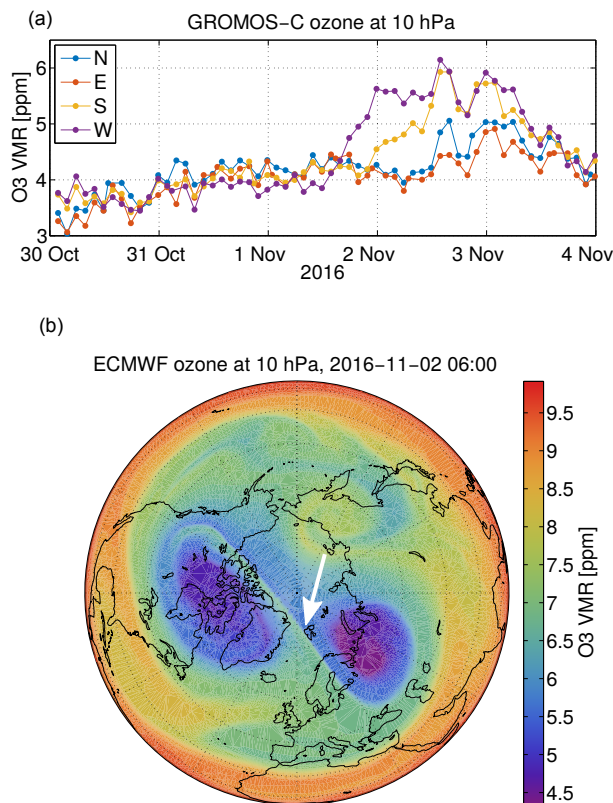 (a)
GROMOS−C ozone at 10 hPa
O3 VMR [ppm]
6
5
4
3
N
E
S
W
30 Oct 31 Oct 1 Nov 2 Nov 3 Nov 4 Nov
2016
(b)
ECMWF ozone at 10 hPa, 2016−11−02 06:00
9.5
9
8.5
8
7.5
7
6.5
6
5.5
5
4.5
O3 VMR [ppm]